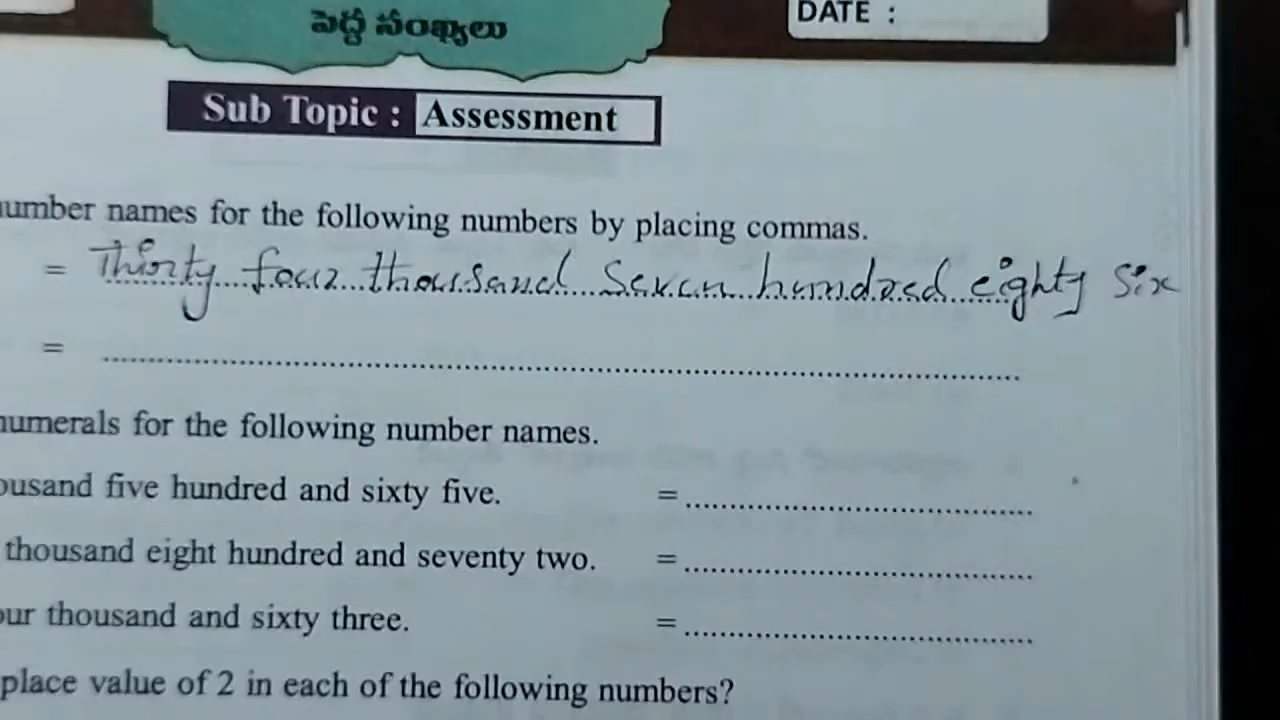 పెద్ద సంఖ్యలు
DATE :
Sub Topic : Assessment
number names for the following numbers by placing commas.
= Thirty four thousand Seven hundred eighty six
=
numerals for the following number names.
ousand five hundred and sixty five. =
thousand eight hundred and seventy two. =
our thousand and sixty three. =
place value of 2 in each of the following numbers?